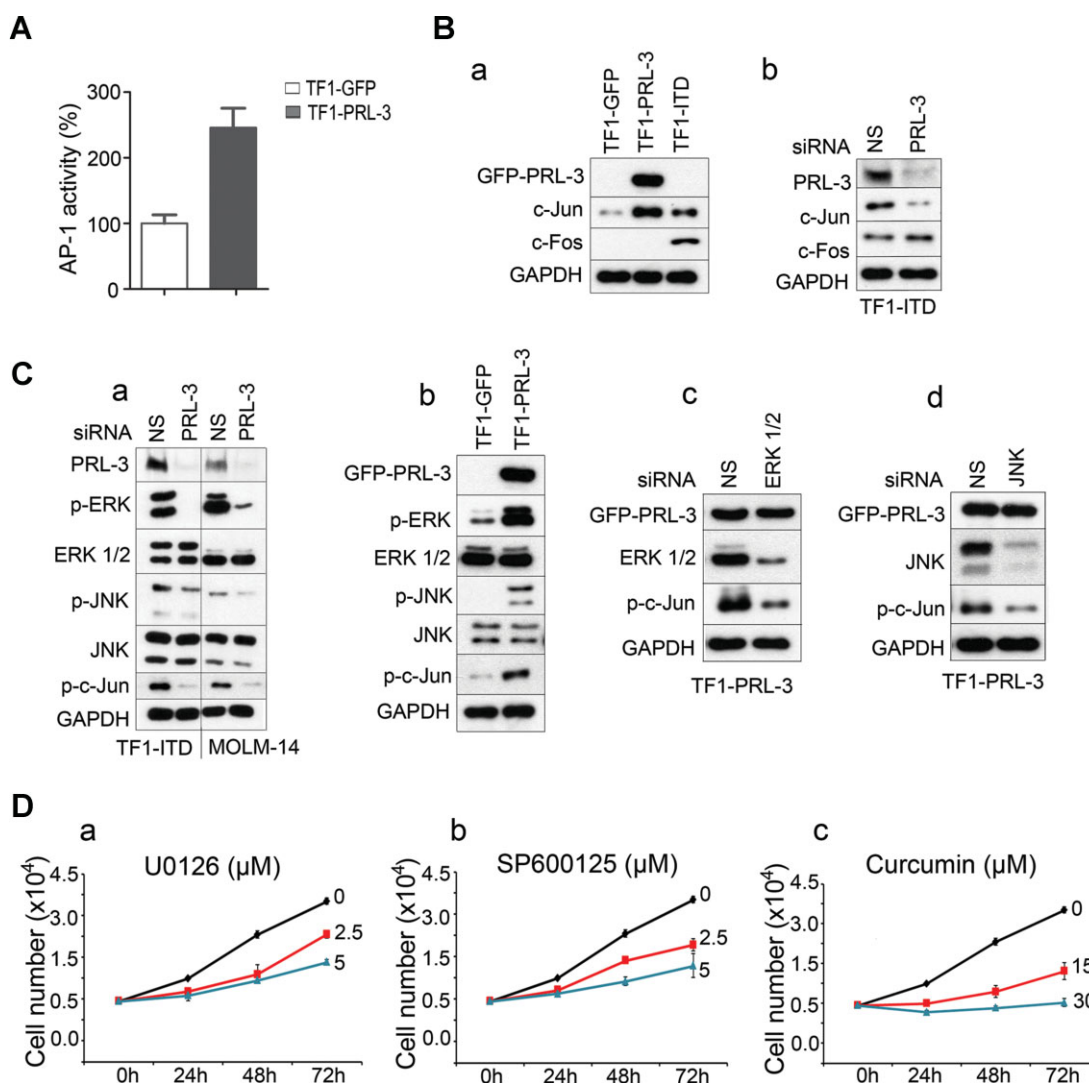 A
300
200
100
0
AP-1 activity (%)
TF1-GFP
TF1-PRL-3
B
a
TF1-GFP
TF1-PRL-3
TF1-ITD
GFP-PRL-3
c-Jun
c-Fos
GAPDH
b
siRNA NS PRL-3
PRL-3
c-Jun
c-Fos
GAPDH
TF1-ITD
C
a
siRNA NS PRL-3 NS PRL-3
PRL-3
p-ERK
ERK 1/2
p-JNK
JNK
p-c-Jun
GAPDH
TF1-ITD MOLM-14
b
TF1-GFP
TF1-PRL-3
GFP-PRL-3
p-ERK
ERK 1/2
p-JNK
JNK
p-c-Jun
GAPDH
c
siRNA NS ERK 1/2
GFP-PRL-3
ERK 1/2
p-c-Jun
GAPDH
TF1-PRL-3
d
siRNA NS JNK
GFP-PRL-3
JNK
p-c-Jun
GAPDH
TF1-PRL-3
D
a
U0126 (µM)
Cell number (x10⁴)
4.5
3.0
1.5
0.5
0.0
0
2.5
5
0h 24h 48h 72h
b
SP600125 (µM)
Cell number (x10⁴)
4.5
3.0
1.5
0.5
0.0
0
2.5
5
0h 24h 48h 72h
c
Curcumin (µM)
Cell number (x10⁴)
4.5
3.0
1.5
0.5
0.0
0
15
30
0h 24h 48h 72h